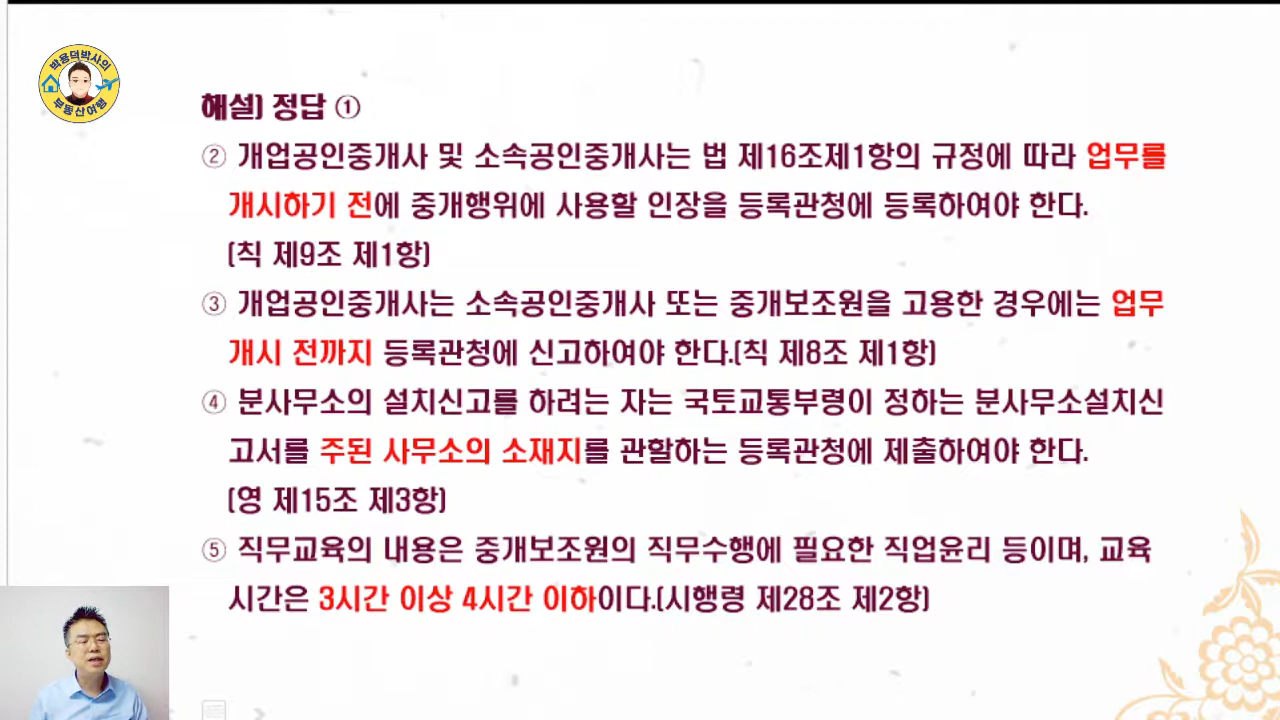 박용덕박사의
부동산여행
해설) 정답 ①
② 개업공인중개사 및 소속공인중개사는 법 제16조제1항의 규정에 따라 업무를
개시하기 전에 중개행위에 사용할 인장을 등록관청에 등록하여야 한다.
(칙 제9조 제1항)
③ 개업공인중개사는 소속공인중개사 또는 중개보조원을 고용한 경우에는 업무
개시 전까지 등록관청에 신고하여야 한다.(칙 제8조 제1항)
④ 분사무소의 설치신고를 하려는 자는 국토교통부령이 정하는 분사무소설치신
고서를 주된 사무소의 소재지를 관할하는 등록관청에 제출하여야 한다.
(영 제15조 제3항)
⑤ 직무교육의 내용은 중개보조원의 직무수행에 필요한 직업윤리 등이며, 교육
시간은 3시간 이상 4시간 이하이다.(시행령 제28조 제2항)